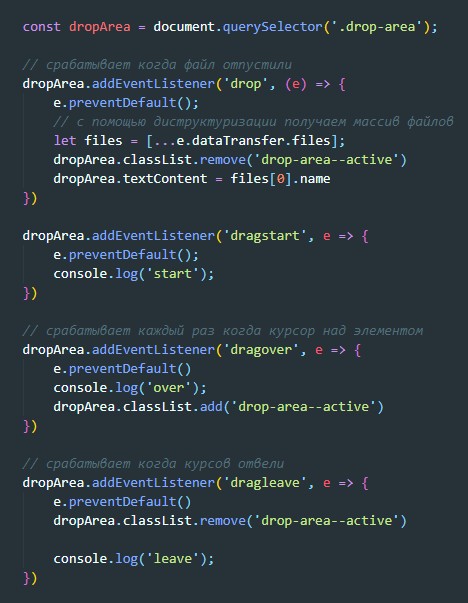 const dropArea = document.querySelector('.drop-area');
// срабатывает когда файл отпустили
dropArea.addEventListener('drop', (e) => {
e.preventDefault();
// с помощью диструктуризации получаем массив файлов
let files = [...e.dataTransfer.files];
dropArea.classList.remove('drop-area--active')
dropArea.textContent = files[0].name
})
dropArea.addEventListener('dragstart', e => {
e.preventDefault();
console.log('start');
})
// срабатывает каждый раз когда курсор над элементом
dropArea.addEventListener('dragover', e => {
e.preventDefault()
console.log('over');
dropArea.classList.add('drop-area--active')
})
// срабатывает когда курсов отвели
dropArea.addEventListener('dragleave', e => {
e.preventDefault()
dropArea.classList.remove('drop-area--active')
console.log('leave');
})